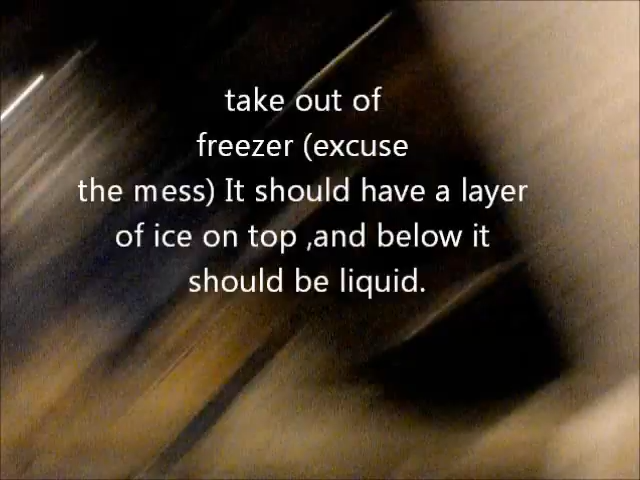 take out of
freezer (excuse
the mess) It should have a layer
of ice on top ,and below it
should be liquid.